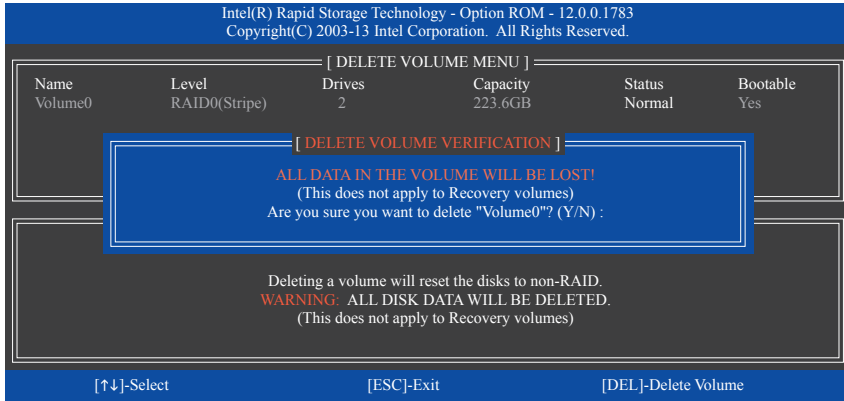 Intel(R) Rapid Storage Technology - Option ROM - 12.0.0.1783
Copyright(C) 2003-13 Intel Corporation. All Rights Reserved.
[ DELETE VOLUME MENU ]
Name Level Drives Capacity Status Bootable
Volume0 RAID0(Stripe) 2 223.6GB Normal Yes
[ DELETE VOLUME VERIFICATION ]
ALL DATA IN THE VOLUME WILL BE LOST!
(This does not apply to Recovery volumes)
Are you sure you want to delete "Volume0"? (Y/N) :
Deleting a volume will reset the disks to non-RAID.
WARNING: ALL DISK DATA WILL BE DELETED.
(This does not apply to Recovery volumes)
[↑↓]-Select [ESC]-Exit [DEL]-Delete Volume